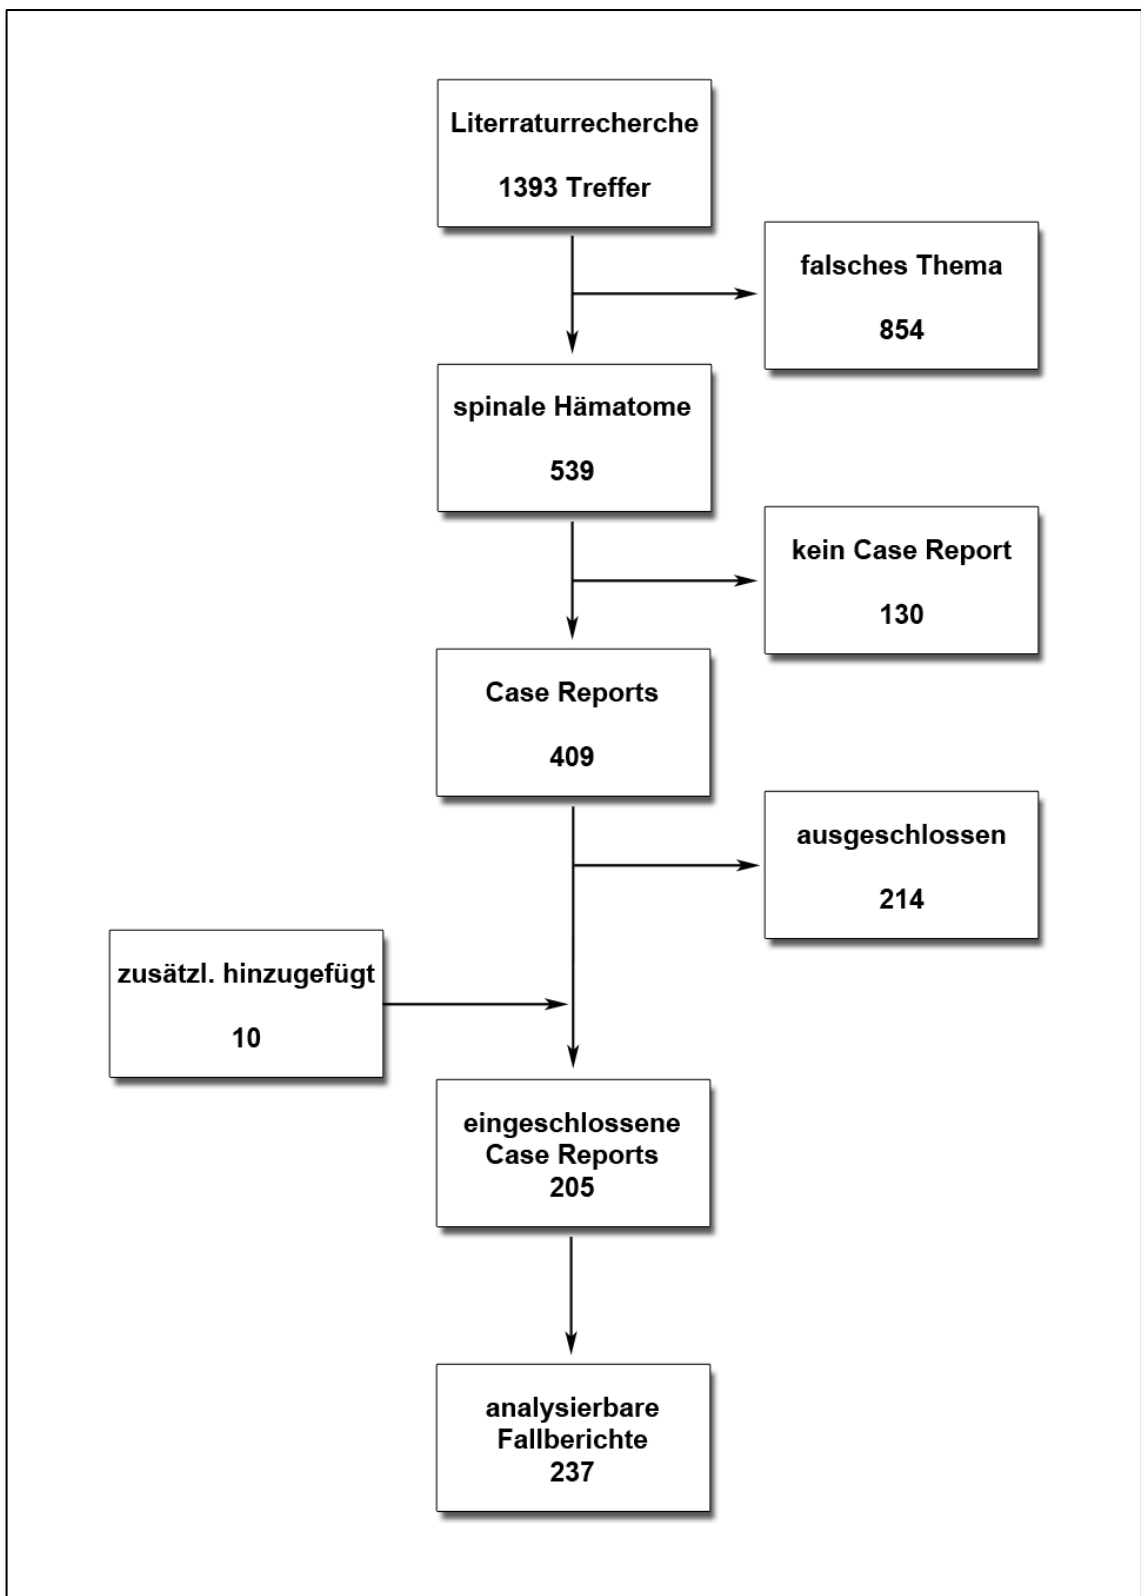 Literraturrecherche
1393 Treffer
falsches Thema
854
spinale Hämatome
539
kein Case Report
130
Case Reports
409
ausgeschlossen
214
zusätzl. hinzugefügt
10
eingeschlossene
Case Reports
205
analysierbare
Fallberichte
237